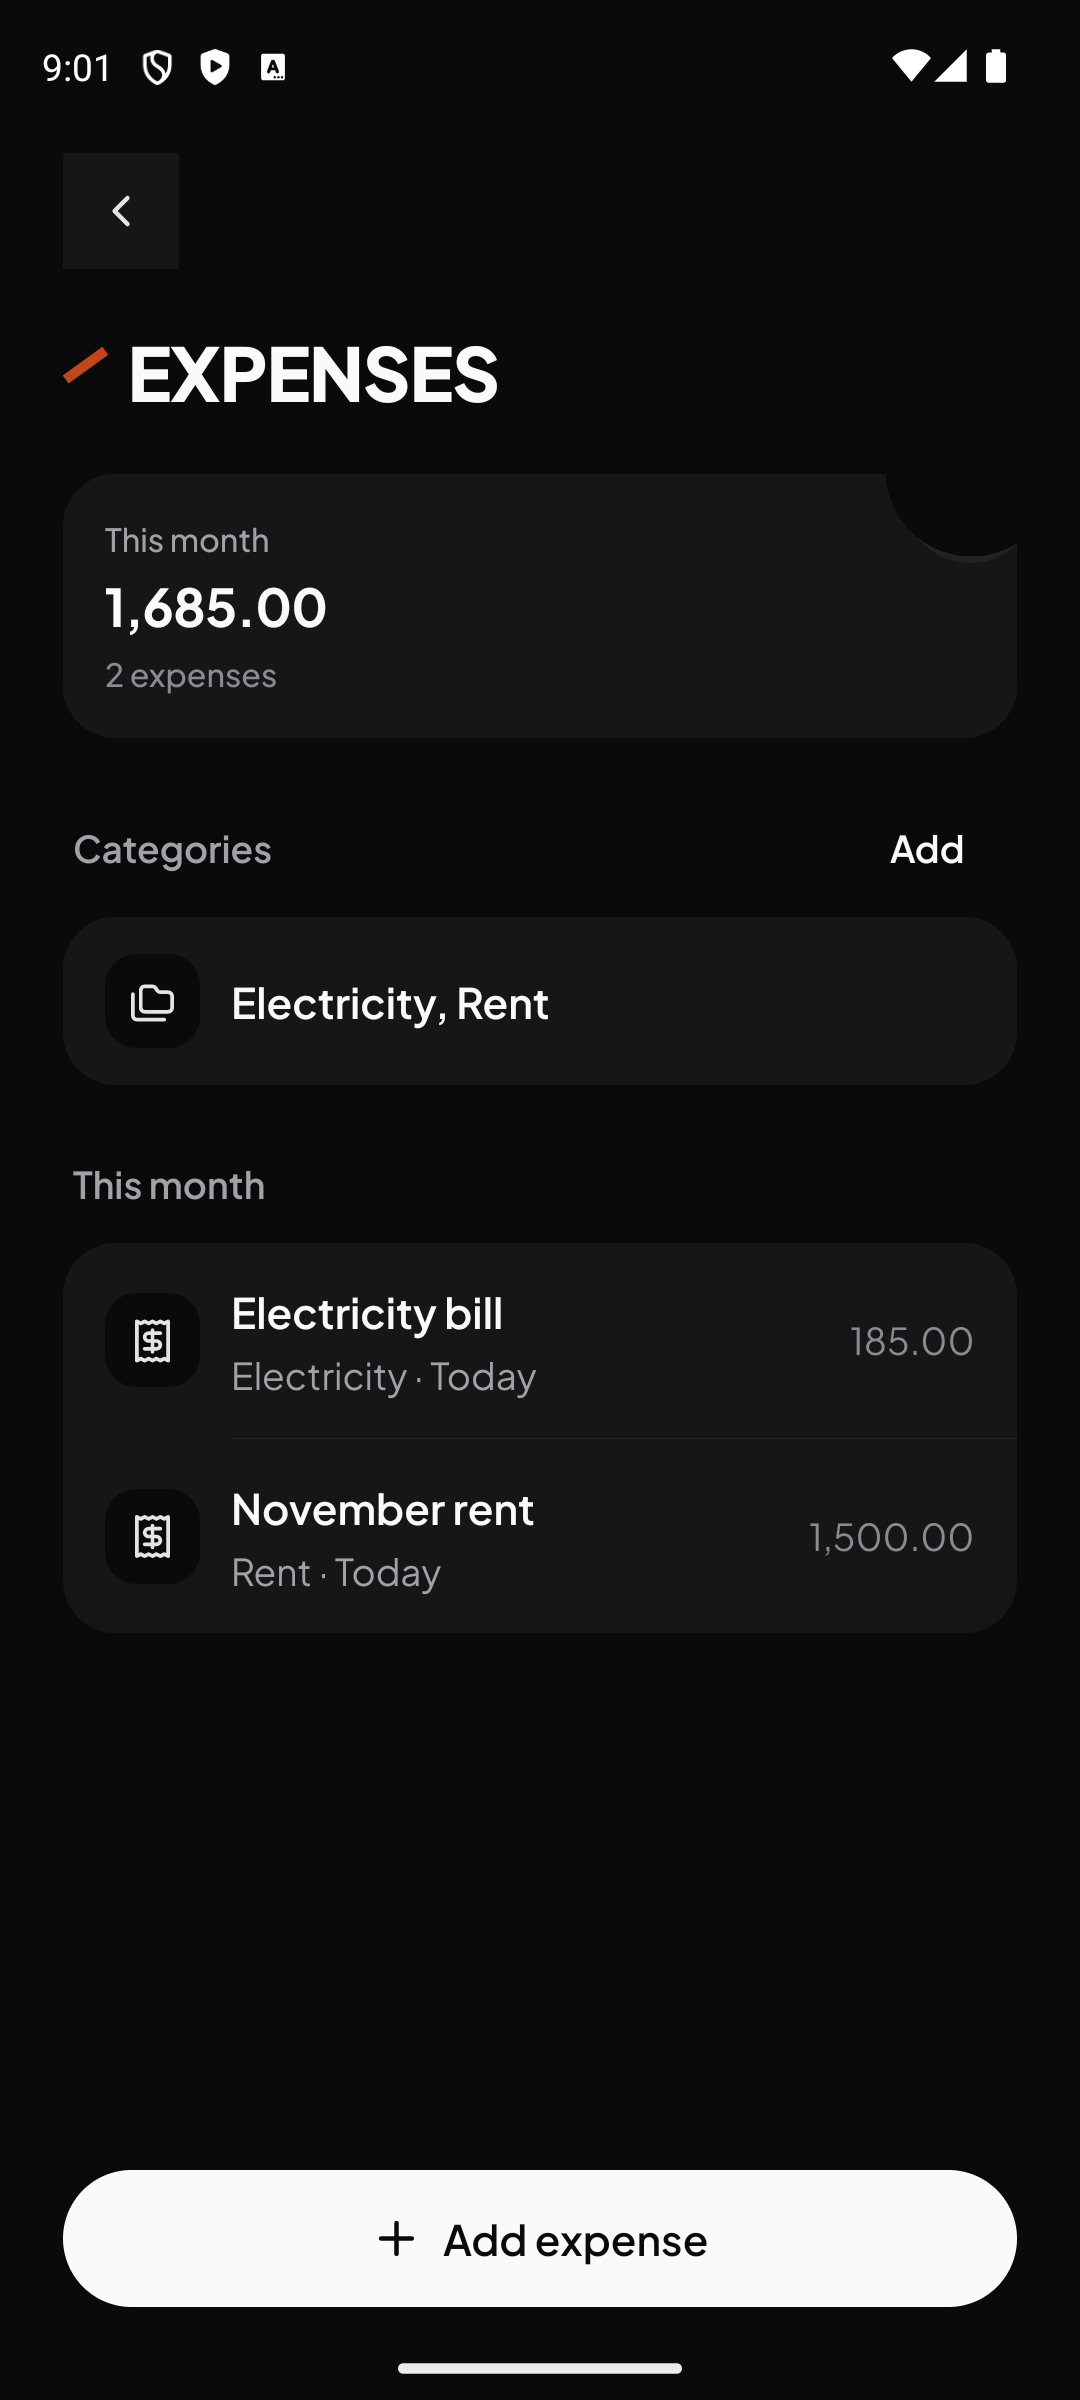 9:01
EXPENSES
This month
1,685.00
2 expenses
Categories
Add
Electricity, Rent
This month
Electricity bill
Electricity · Today
185.00
November rent
Rent · Today
1,500.00
Add expense